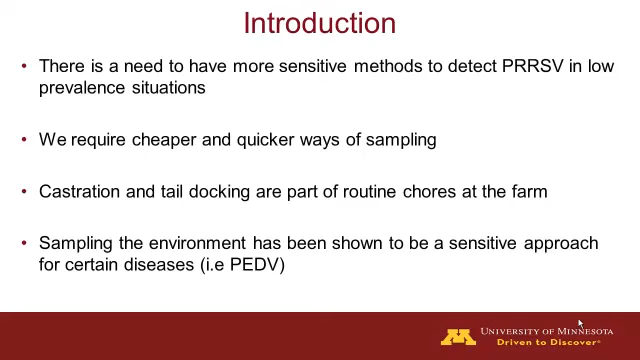 Introduction
• There is a need to have more sensitive methods to detect PRRSV in low
prevalence situations
• We require cheaper and quicker ways of sampling
• Castration and tail docking are part of routine chores at the farm
• Sampling the environment has been shown to be a sensitive approach
for certain diseases (i.e PEDV)
M UNIVERSITY OF MINNESOTA
Driven to Discover®